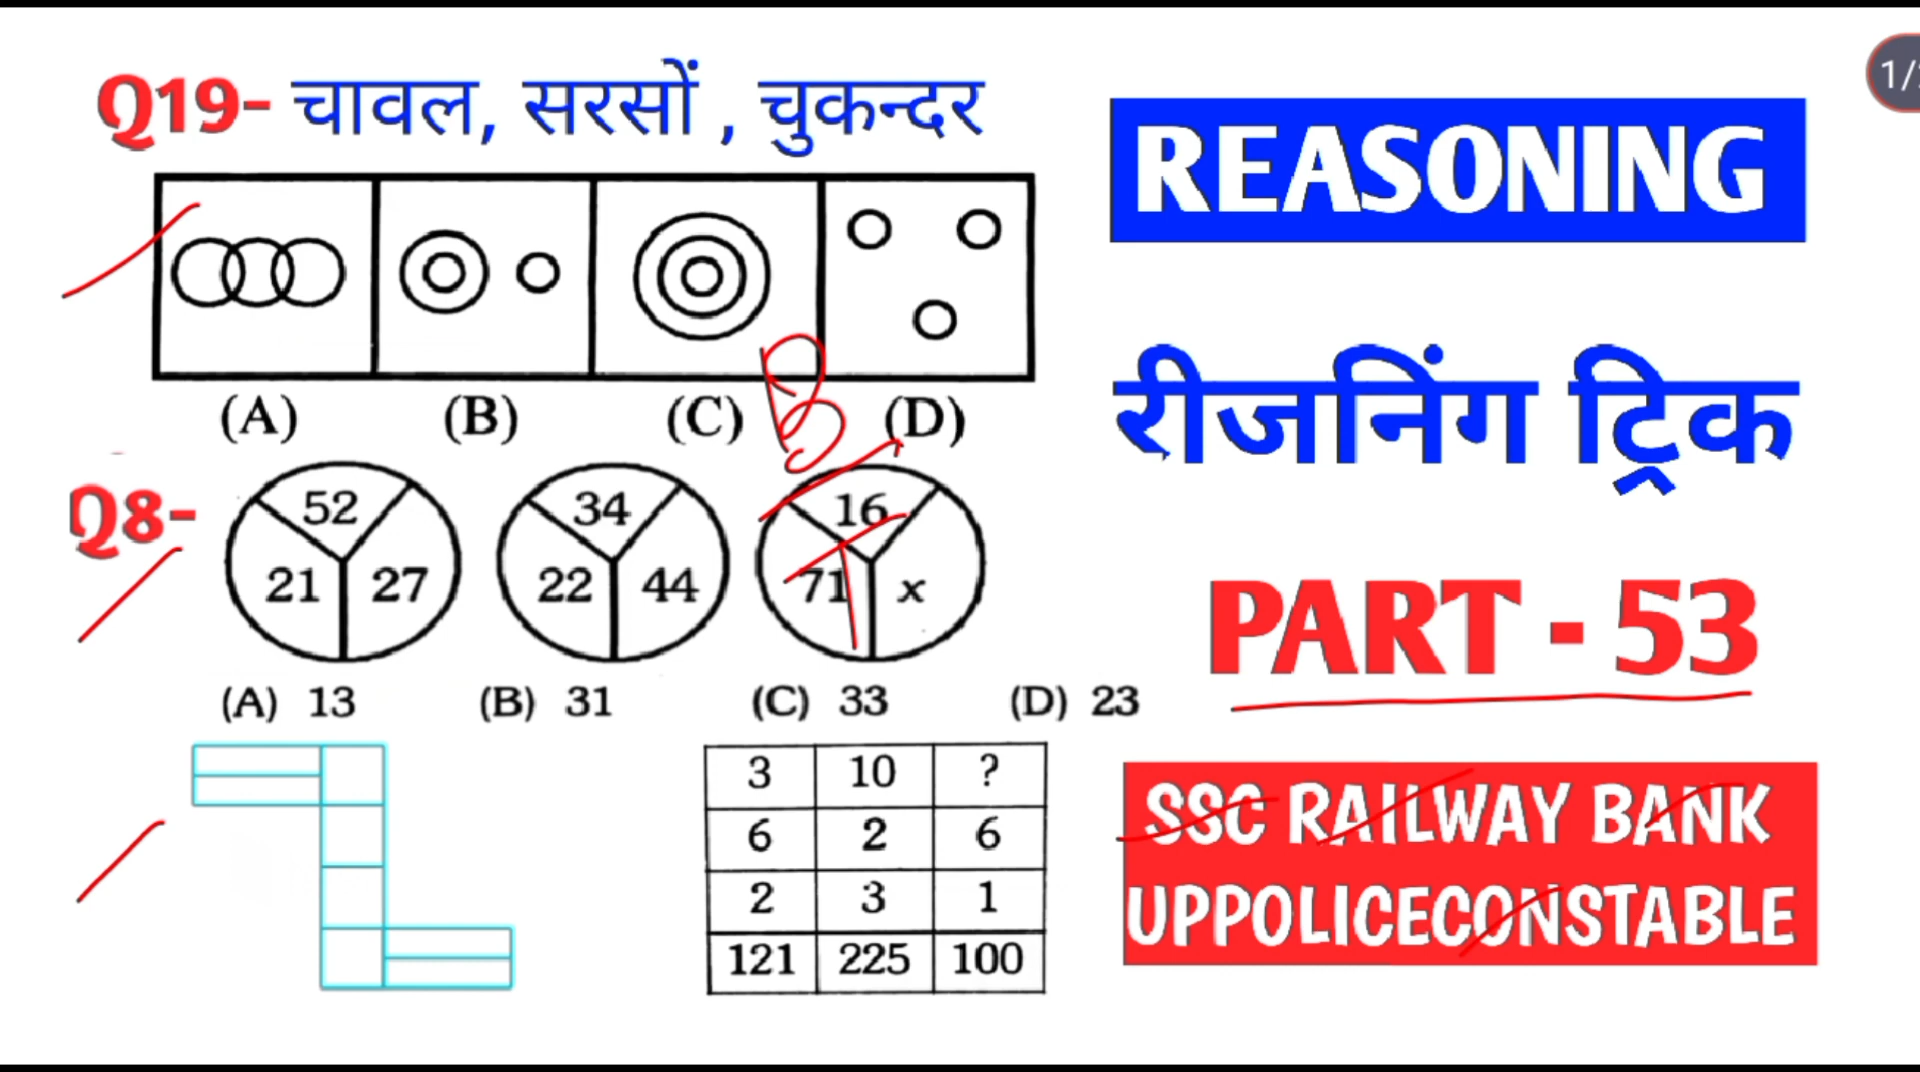 Q19- चावल, सरसों , चुकन्दर
(A) (B) (C) (D)
Q8-
52 34 16
21 27 22 44 71 x
(A) 13 (B) 31 (C) 33 (D) 23
3 10 ?
6 2 6
2 3 1
121 225 100
1/
REASONING
रीजनिंग ट्रिक
PART - 53
SSC RAILWAY BANK
UPPOLICECONSTABLE